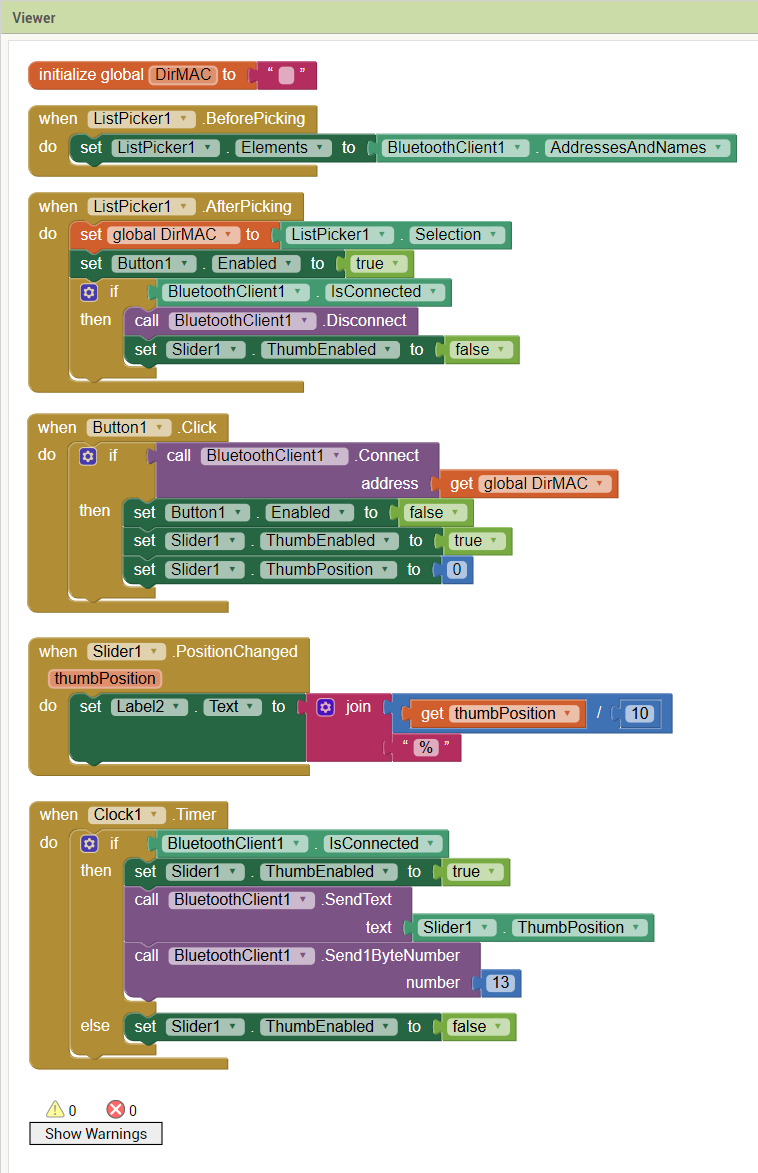 Viewer
initialize global DirMAC to “ ”
when ListPicker1 .BeforePicking
do set ListPicker1 . Elements to BluetoothClient1 . AddressesAndNames
when ListPicker1 .AfterPicking
do set global DirMAC to ListPicker1 . Selection
set Button1 . Enabled to true
if BluetoothClient1 . IsConnected
then call BluetoothClient1 .Disconnect
set Slider1 . ThumbEnabled to false
when Button1 .Click
do if call BluetoothClient1 .Connect
address get global DirMAC
then set Button1 . Enabled to false
set Slider1 . ThumbEnabled to true
set Slider1 . ThumbPosition to 0
when Slider1 .PositionChanged
thumbPosition
do set Label2 . Text to join get thumbPosition / 10
“ % ”
when Clock1 .Timer
do if BluetoothClient1 . IsConnected
then set Slider1 . ThumbEnabled to true
call BluetoothClient1 .SendText
text Slider1 . ThumbPosition
call BluetoothClient1 .Send1ByteNumber
number 13
else set Slider1 . ThumbEnabled to false
0 0
Show Warnings